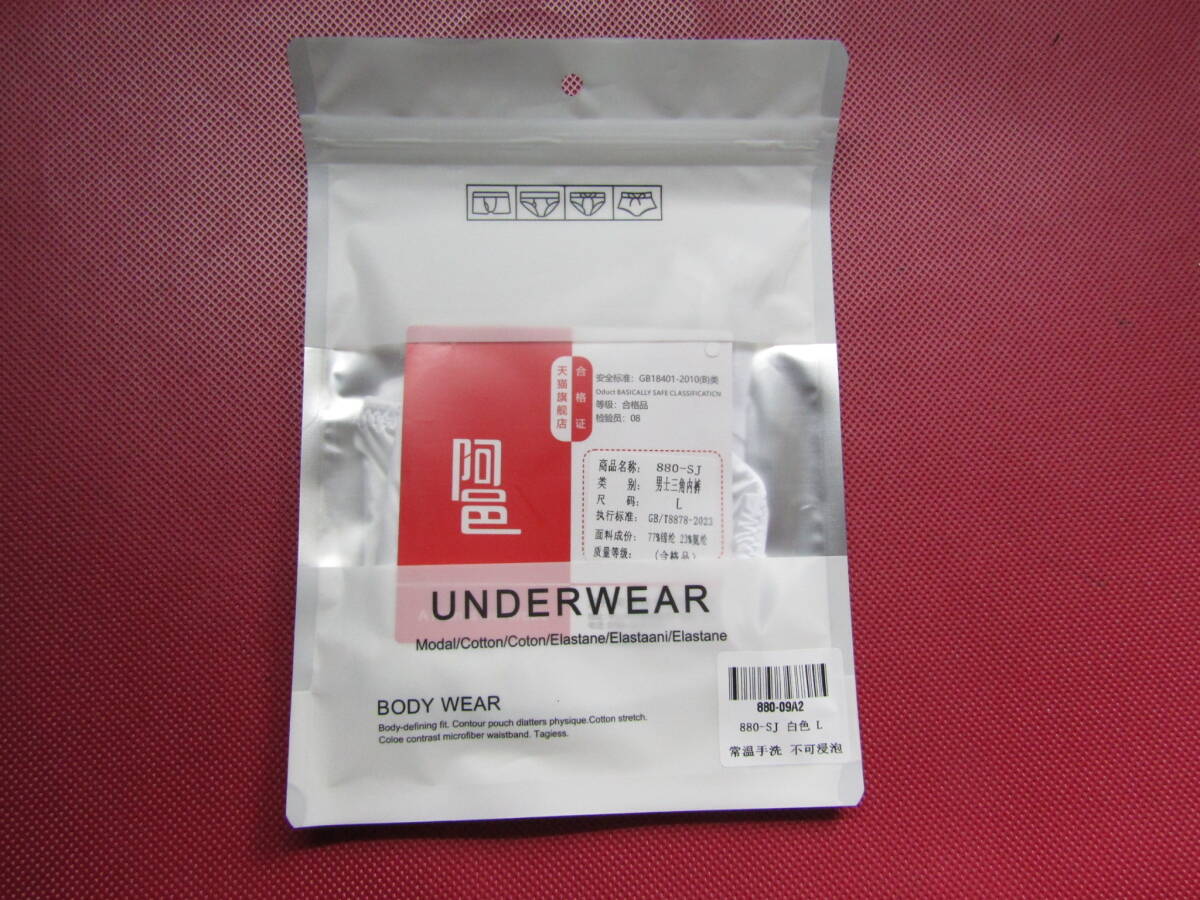 天猫旗舰店
合格证
安全标准：GB18401-2010(B)类
Oduct BASICALLY SAFE CLASSIFICATION
等级：合格品
检验员：08
阿邑
商品名称： 880-SJ
类 别： 男士三角内裤
尺 码： L
执行标准： GB/T8878-2023
面料成份： 77%锦纶 23%氨纶
质量等级： (合格品)
UNDERWEAR
Modal/Cotton/Coton/Elastane/Elastaani/Elastane
BODY WEAR
Body-defining fit. Contour pouch diatters physique.Cotton stretch.
Coloe contrast microfiber waistband. Tagiess.
880-09A2
880-SJ 白色 L
常温手洗 不可浸泡